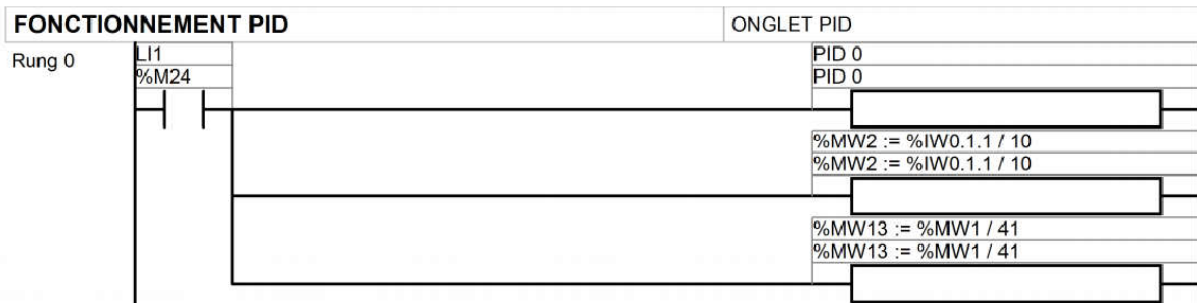 FONCTIONNEMENT PID
ONGLET PID
Rung 0
LI1
%M24
PID 0
PID 0
%MW2 := %IW0.1.1 / 10
%MW2 := %IW0.1.1 / 10
%MW13 := %MW1 / 41
%MW13 := %MW1 / 41